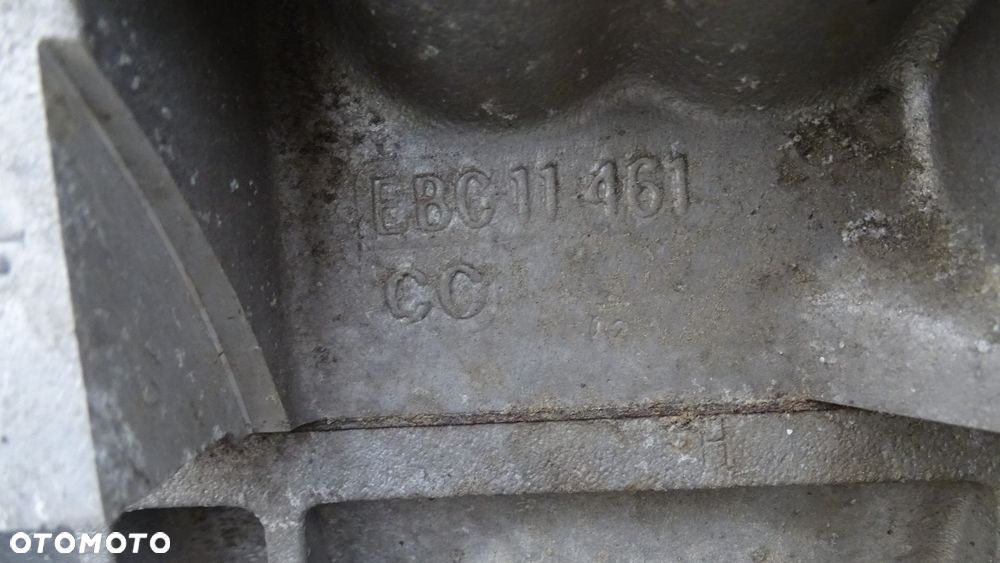 EBC 11 461
CC
H
OTOMOTO